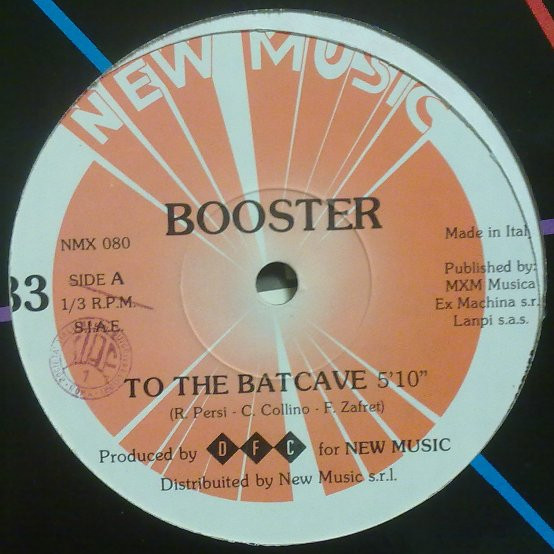 NEW MUSIC
BOOSTER
NMX 080
SIDE A
33
1/3 R.P.M.
S.I.A.E.
Made in Italy
Published by:
MXM Musica
Ex Machina s.r.
Lanpi s.a.s.
TO THE BATCAVE 5'10"
(R. Persi - C. Collino - F. Zafret)
Produced by DFC for NEW MUSIC
Distribuited by New Music s.r.l.